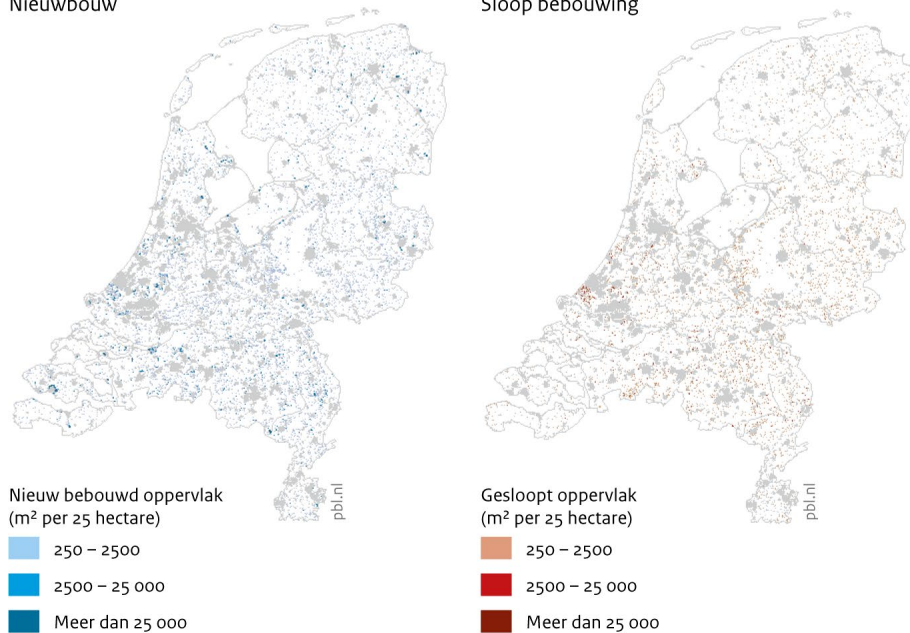 Nieuwbouw
Nieuw bebouwd oppervlak
(m² per 25 hectare)
250 – 2500
2500 – 25 000
Meer dan 25 000
pbl.nl
Sloop bebouwing
Gesloopt oppervlak
(m² per 25 hectare)
250 – 2500
2500 – 25 000
Meer dan 25 000
pbl.nl